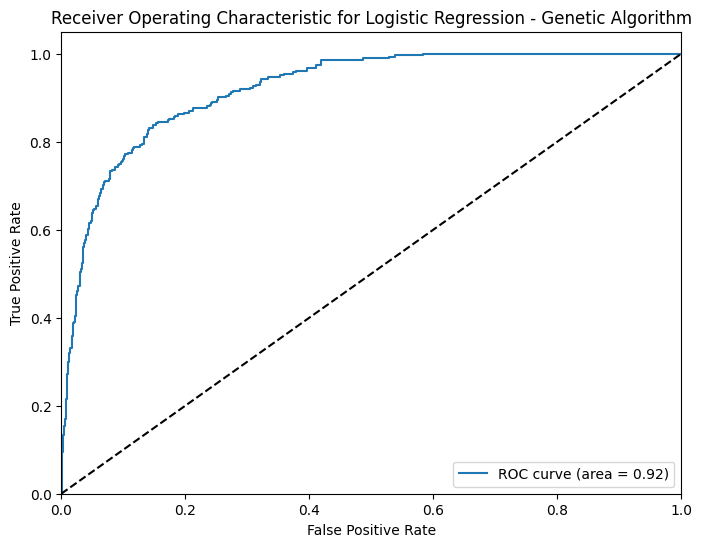 Receiver Operating Characteristic for Logistic Regression - Genetic Algorithm
1.0
0.8
0.6
0.4
0.2
0.0
True Positive Rate
ROC curve (area = 0.92)
0.0 0.2 0.4 0.6 0.8 1.0
False Positive Rate